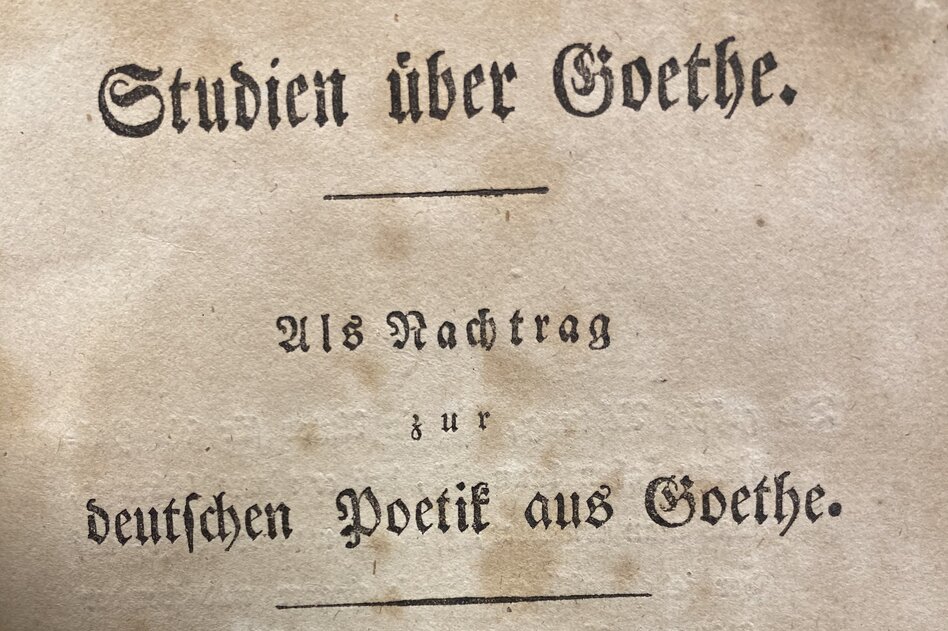 Studien über Goethe.
Als Nachtrag
zur
deutſchen Poetik aus Goethe.